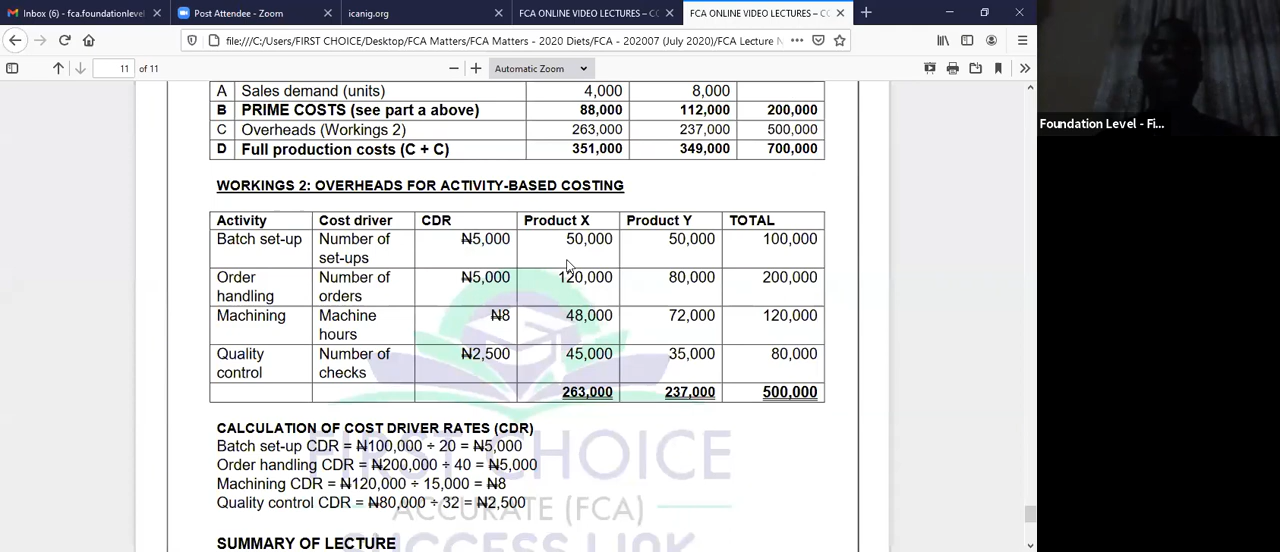 Inbox (6) - fca.foundationlevel
Post Attendee - Zoom
icanig.org
FCA ONLINE VIDEO LECTURES – CO
FCA ONLINE VIDEO LECTURES – CO
file:///C:/Users/FIRST CHOICE/Desktop/FCA Matters/FCA Matters - 2020 Diets/FCA - 202007 (July 2020)/FCA Lecture N
11 of 11
Automatic Zoom
A Sales demand (units) 4,000 8,000
B PRIME COSTS (see part a above) 88,000 112,000 200,000
C Overheads (Workings 2) 263,000 237,000 500,000
D Full production costs (C + C) 351,000 349,000 700,000
WORKINGS 2: OVERHEADS FOR ACTIVITY-BASED COSTING
Activity Cost driver CDR Product X Product Y TOTAL
Batch set-up Number of ₦5,000 50,000 50,000 100,000
set-ups
Order Number of ₦5,000 120,000 80,000 200,000
handling orders
Machining Machine ₦8 48,000 72,000 120,000
hours
Quality Number of ₦2,500 45,000 35,000 80,000
control checks
263,000 237,000 500,000
CALCULATION OF COST DRIVER RATES (CDR)
Batch set-up CDR = ₦100,000 ÷ 20 = ₦5,000
Order handling CDR = ₦200,000 ÷ 40 = ₦5,000
Machining CDR = ₦120,000 ÷ 15,000 = ₦8
Quality control CDR = ₦80,000 ÷ 32 = ₦2,500
SUMMARY OF LECTURE
FIRST CHOICE
ACCURATE (FCA)
SUCCESS LINK
Foundation Level - Fi...